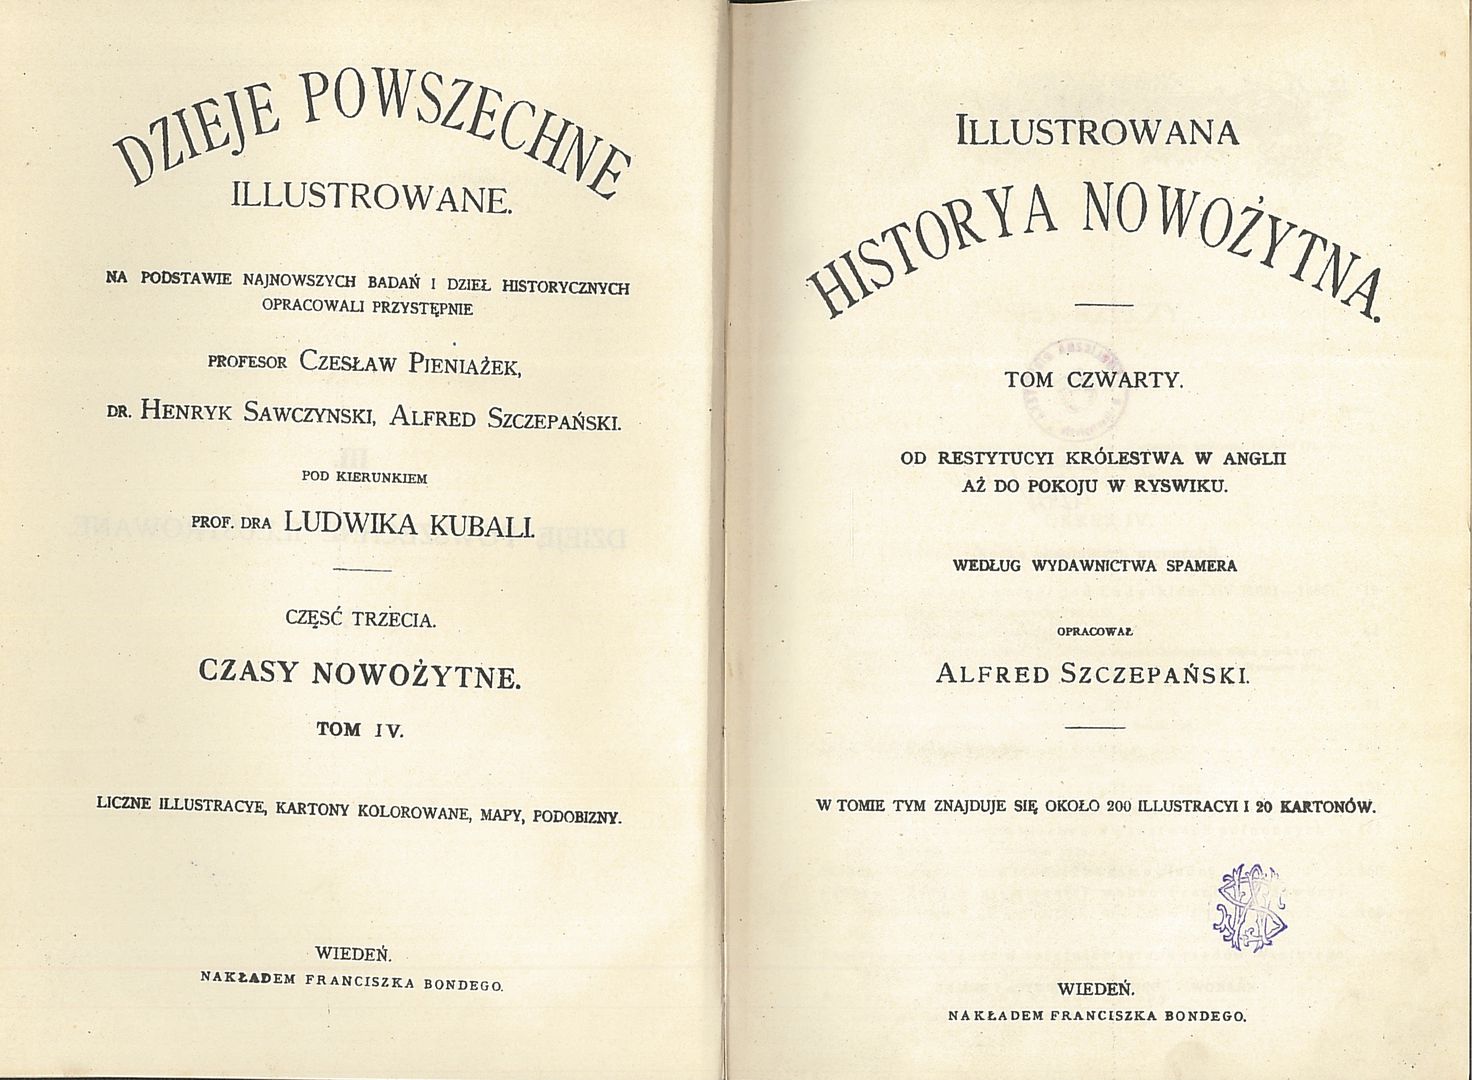 DZIEJE POWSZECHNE
ILLUSTROWANE.
NA PODSTAWIE NAJNOWSZYCH BADAŃ I DZIEŁ HISTORYCZNYCH
OPRACOWALI PRZYSTĘPNIE
PROFESOR CZESŁAW PIENIAŻEK,
DR. HENRYK SAWCZYNSKI, ALFRED SZCZEPAŃSKI.
POD KIERUNKIEM
PROF. DRA LUDWIKA KUBALI.
CZĘŚĆ TRZECIA.
CZASY NOWOŻYTNE.
TOM IV.
LICZNE ILLUSTRACYE, KARTONY KOLOROWANE, MAPY, PODOBIZNY.
WIEDEŃ.
NAKŁADEM FRANCISZKA BONDEGO.
ILLUSTROWANA
HISTORYA NOWOŻYTNA.
TOM CZWARTY.
OD RESTYTUCYI KRÓLESTWA W ANGLII
AŻ DO POKOJU W RYSWIKU.
WEDŁUG WYDAWNICTWA SPAMERA
OPRACOWAŁ
ALFRED SZCZEPAŃSKI.
W TOMIE TYM ZNAJDUJE SIĘ OKOŁO 200 ILLUSTRACYI I 20 KARTONÓW.
WIEDEŃ.
NAKŁADEM FRANCISZKA BONDEGO.